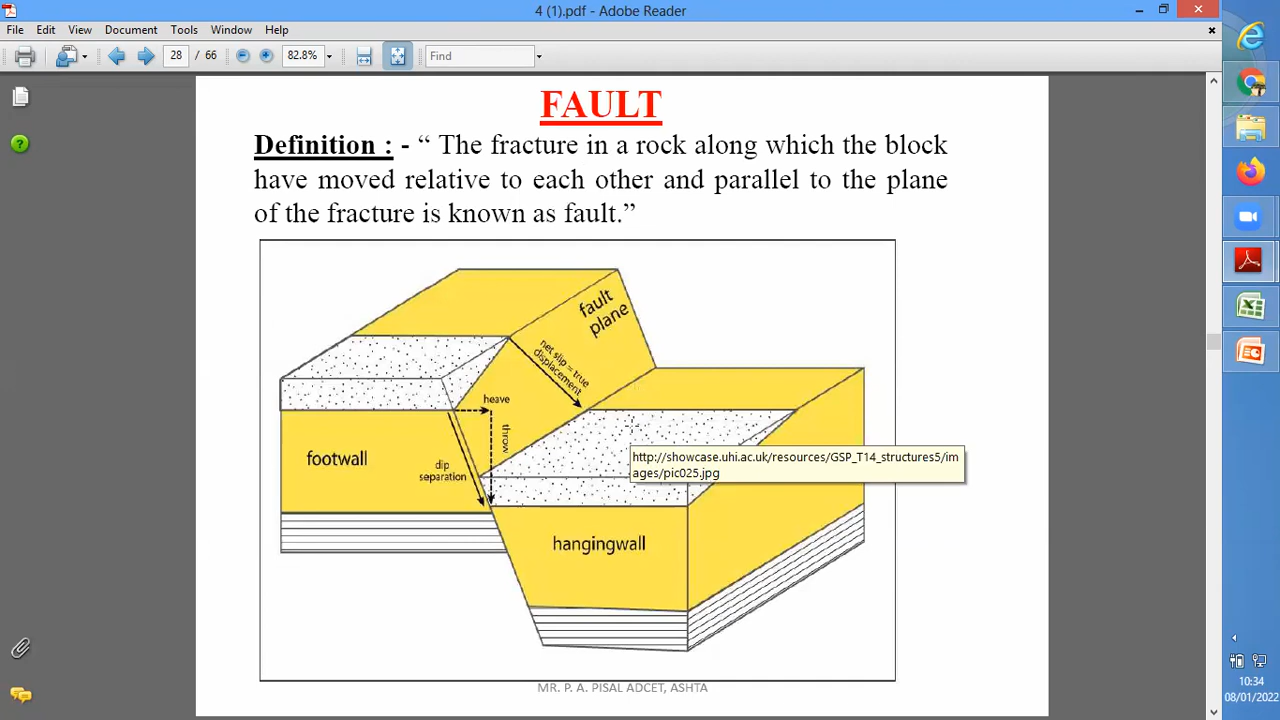 4 (1).pdf - Adobe Reader
File Edit View Document Tools Window Help
28 / 66 82.8% Find
FAULT
Definition : - “ The fracture in a rock along which the block
have moved relative to each other and parallel to the plane
of the fracture is known as fault.”
fault
plane
net slip = true
displacement
heave
throw
footwall
dip
separation
http://showcase.uhi.ac.uk/resources/GSP_T14_structures5/im
ages/pic025.jpg
hangingwall
MR. P. A. PISAL ADCET, ASHTA
10:34
08/01/2022